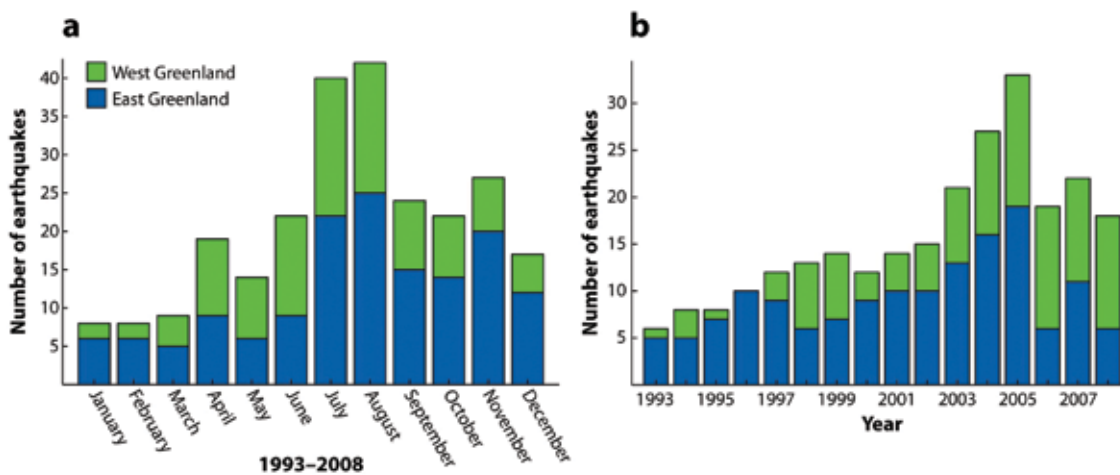 a
West Greenland
East Greenland
Number of earthquakes
40
35
30
25
20
15
10
5
January
February
March
April
May
June
July
August
September
October
November
December
1993–2008
b
Number of earthquakes
30
25
20
15
10
5
1993
1995
1997
1999
2001
2003
2005
2007
Year